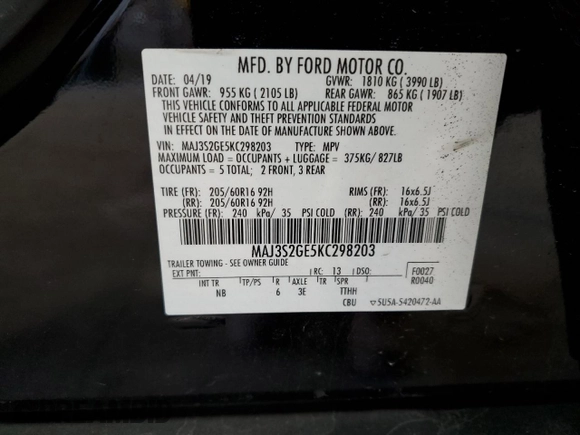 MFD. BY FORD MOTOR CO.
DATE: 04/19 GVWR: 1810 KG ( 3990 LB)
FRONT GAWR: 955 KG ( 2105 LB) REAR GAWR: 865 KG ( 1907 LB)
THIS VEHICLE CONFORMS TO ALL APPLICABLE FEDERAL MOTOR
VEHICLE SAFETY AND THEFT PREVENTION STANDARDS
IN EFFECT ON THE DATE OF MANUFACTURE SHOWN ABOVE.
VIN: MAJ3S2GE5KC298203 TYPE: MPV
MAXIMUM LOAD = OCCUPANTS + LUGGAGE = 375KG/ 827LB
OCCUPANTS = 5 TOTAL; 2 FRONT, 3 REAR
TIRE (FR): 205/60R16 92H RIMS (FR): 16x6.5J
(RR): 205/60R16 92H (RR): 16x6.5J
PRESSURE (FR): 240 kPa/ 35 PSI COLD (RR): 240 kPa/ 35 PSI COLD
MAJ3S2GE5KC298203
TRAILER TOWING - SEE OWNER GUIDE
EXT PNT: RC: 13 DSO: F0027
R0040
INT TR TP/PS R AXLE TR SPR
NB 6 3E TTHH
CBU ▽5U5A-5420472-AA